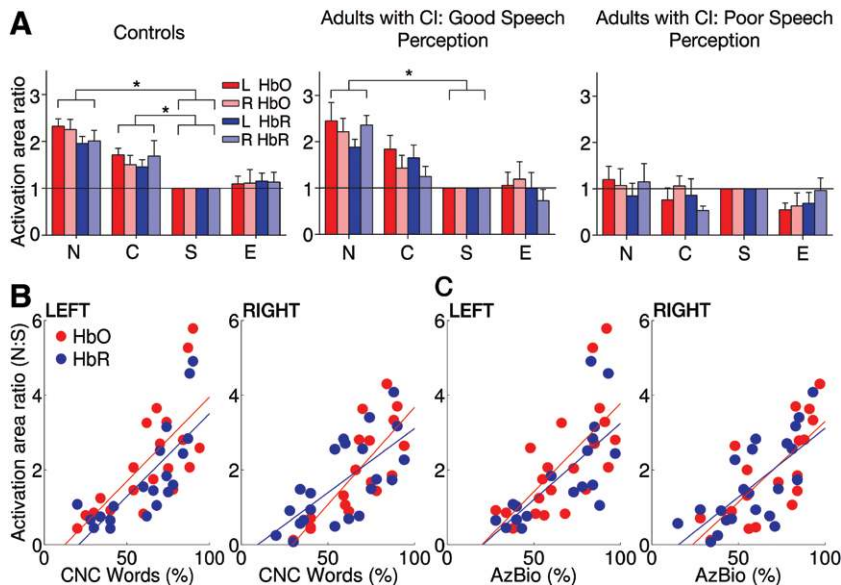 A
Controls
Adults with CI: Good Speech
Perception
Adults with CI: Poor Speech
Perception
Activation area ratio
3
2
1
0
*
*
L HbO
R HbO
L HbR
R HbR
N C S E
3
2
1
0
*
N C S E
3
2
1
0
N C S E
B
LEFT
RIGHT
C
LEFT
RIGHT
HbO
HbR
Activation area ratio (N:S)
6
4
2
0
0 50 100
CNC Words (%)
6
4
2
0
0 50 100
CNC Words (%)
6
4
2
0
0 50 100
AzBio (%)
6
4
2
0
0 50 100
AzBio (%)